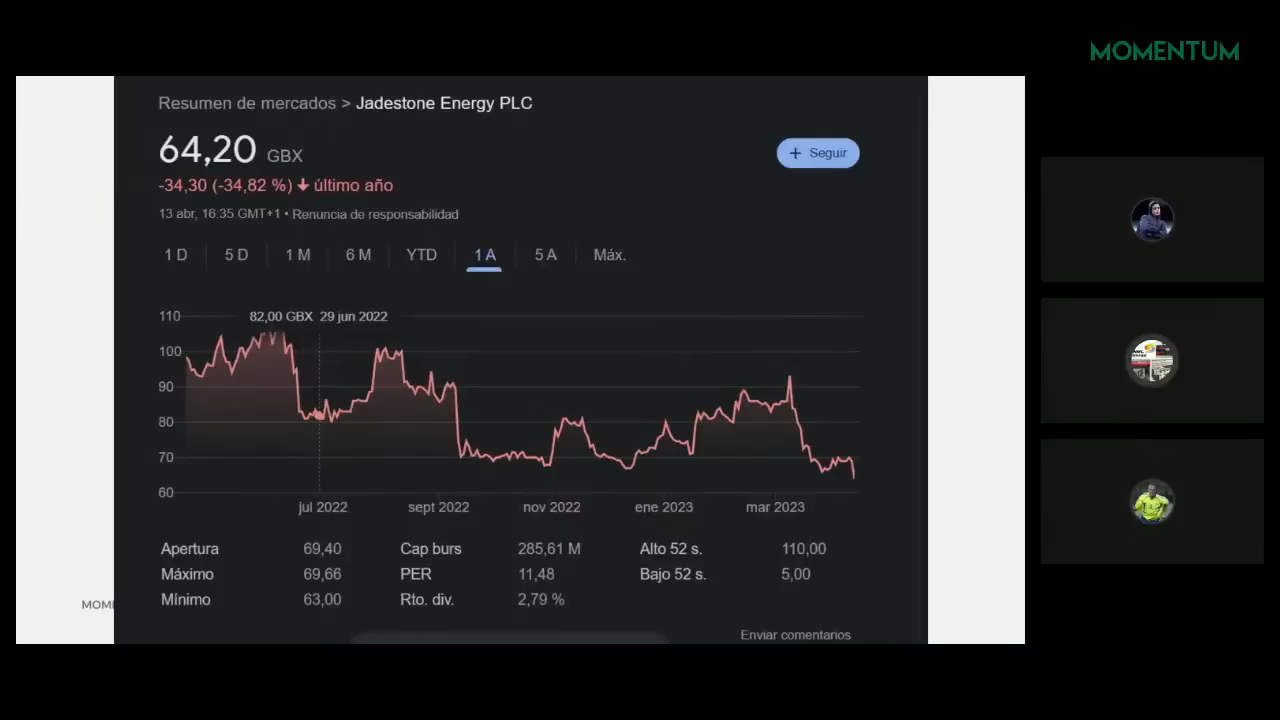 MOMENTUM
Resumen de mercados > Jadestone Energy PLC
64,20 GBX
+ Seguir
-34,30 (-34,82 %) ↓ último año
13 abr, 16:35 GMT+1 • Renuncia de responsabilidad
1 D 5 D 1 M 6 M YTD 1 A 5 A Máx.
82,00 GBX 29 jun 2022
110
100
90
80
70
60
jul 2022 sept 2022 nov 2022 ene 2023 mar 2023
Apertura 69,40 Cap burs 285,61 M Alto 52 s. 110,00
Máximo 69,66 PER 11,48 Bajo 52 s. 5,00
Mínimo 63,00 Rto. div. 2,79 %
MOM
Enviar comentarios